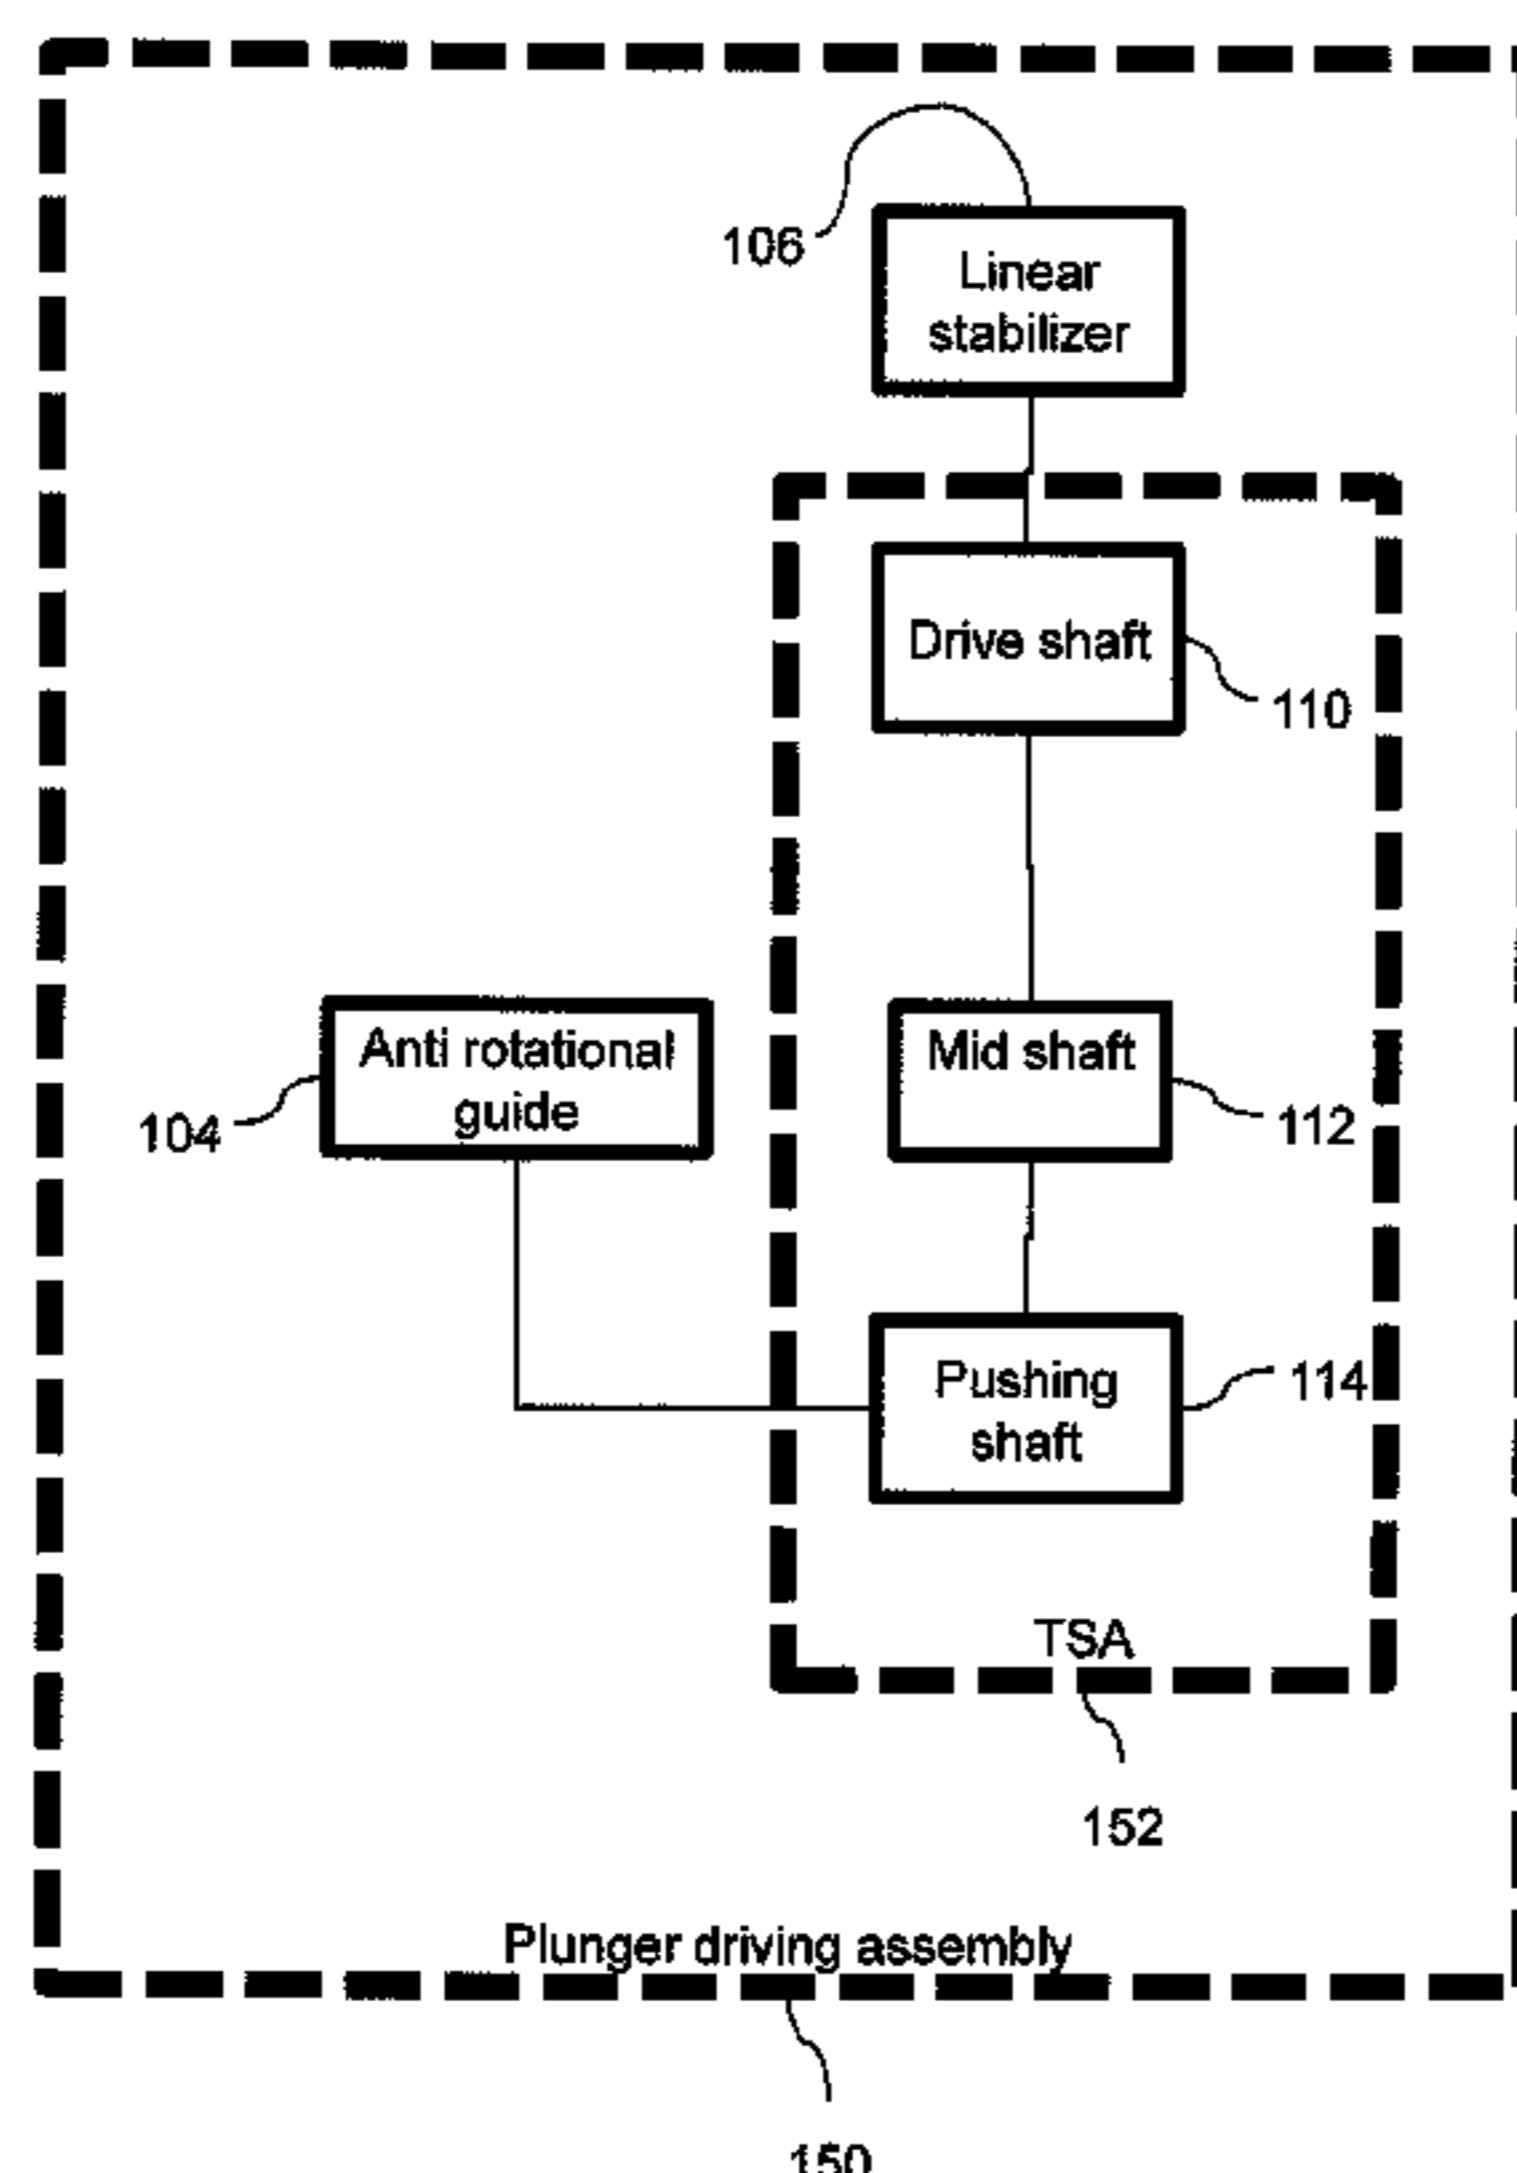 106
Linear
stabilizer
Drive shaft
110
Anti rotational
guide
104
Mid shaft
112
Pushing
shaft
114
TSA
152
Plunger driving assembly
150